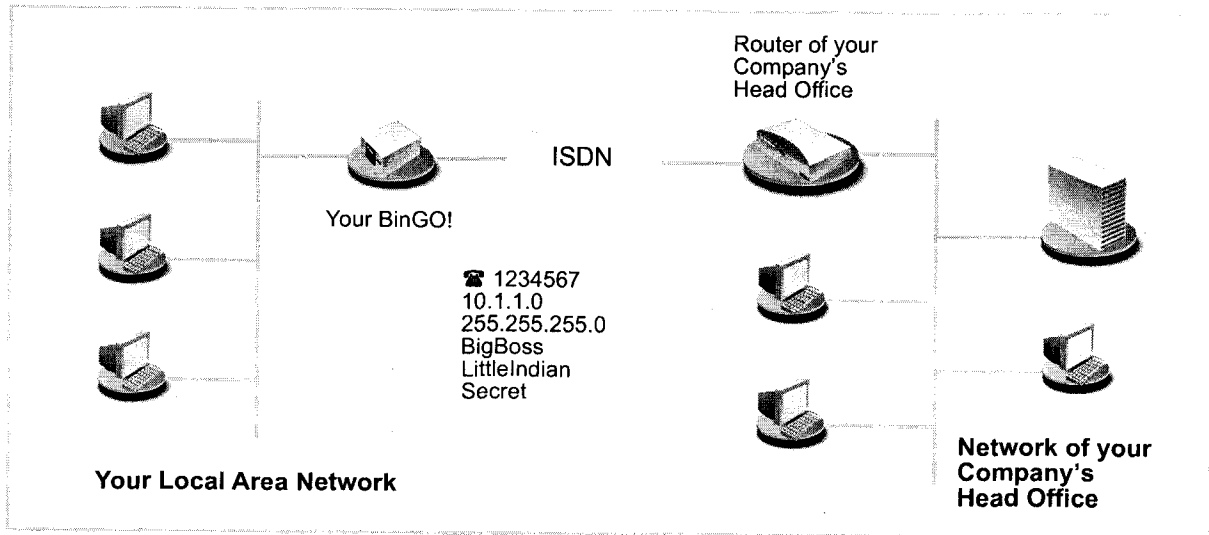 Router of your
Company's
Head Office
ISDN
Your BinGO!
☎ 1234567
10.1.1.0
255.255.255.0
BigBoss
LittleIndian
Secret
Your Local Area Network
Network of your
Company's
Head Office